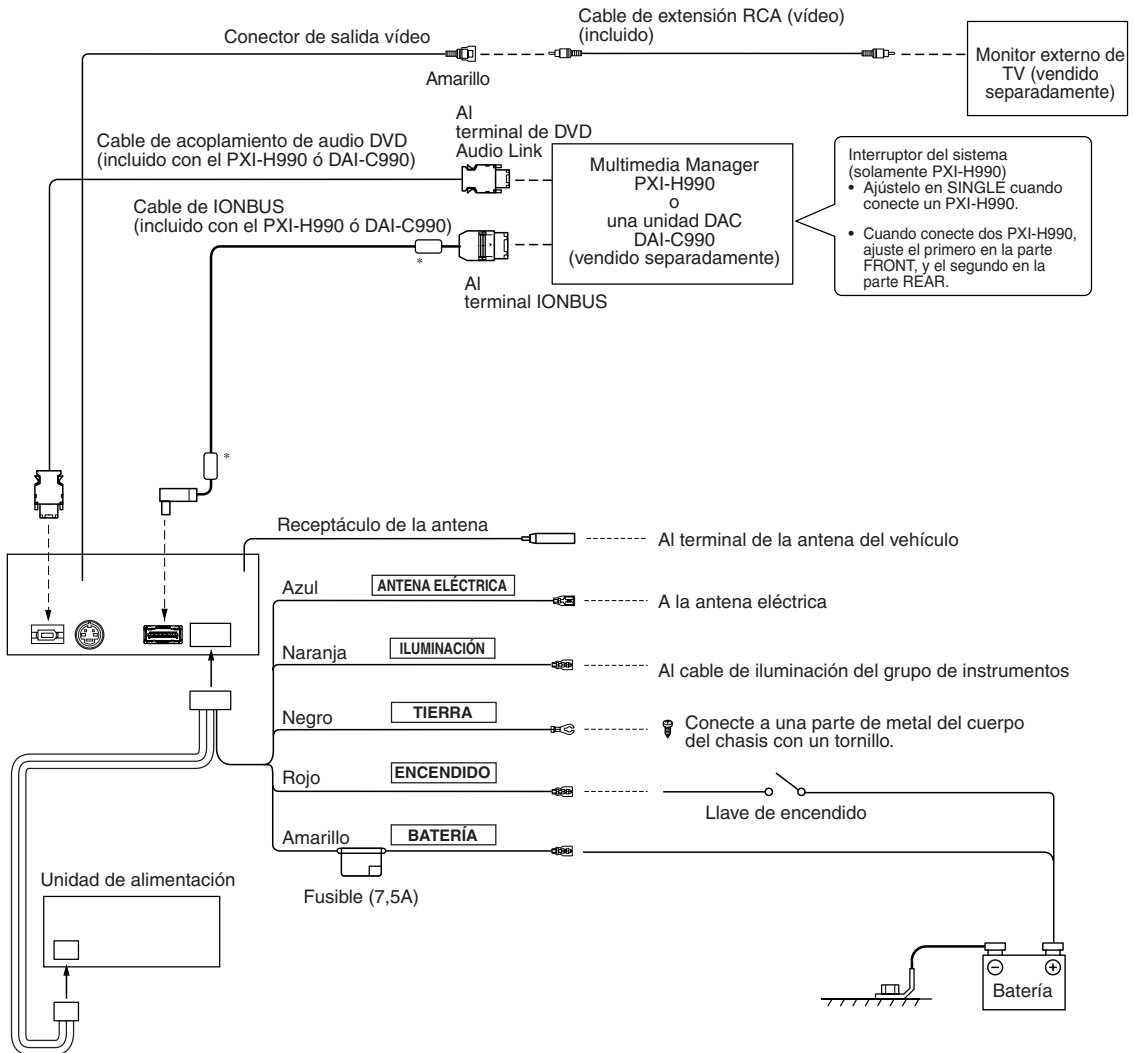 Cable de extensión RCA (vídeo)
(incluido)
Conector de salida vídeo
Amarillo
Monitor externo de
TV (vendido
separadamente)
Al
terminal de DVD
Audio Link
Cable de acoplamiento de audio DVD
(incluido con el PXI-H990 ó DAI-C990)
Multimedia Manager
PXI-H990
o
una unidad DAC
DAI-C990
(vendido separadamente)
Interruptor del sistema
(solamente PXI-H990)
• Ajústelo en SINGLE cuando
conecte un PXI-H990.
• Cuando conecte dos PXI-H990,
ajuste el primero en la parte
FRONT, y el segundo en la
parte REAR.
Cable de IONBUS
(incluido con el PXI-H990 ó DAI-C990)
*
Al
terminal IONBUS
*
Receptáculo de la antena
Al terminal de la antena del vehículo
Azul
ANTENA ELÉCTRICA
A la antena eléctrica
Naranja
ILUMINACIÓN
Al cable de iluminación del grupo de instrumentos
Negro
TIERRA
Conecte a una parte de metal del cuerpo
del chasis con un tornillo.
Rojo
ENCENDIDO
Llave de encendido
Amarillo
BATERÍA
Fusible (7,5A)
Unidad de alimentación
− +
Batería